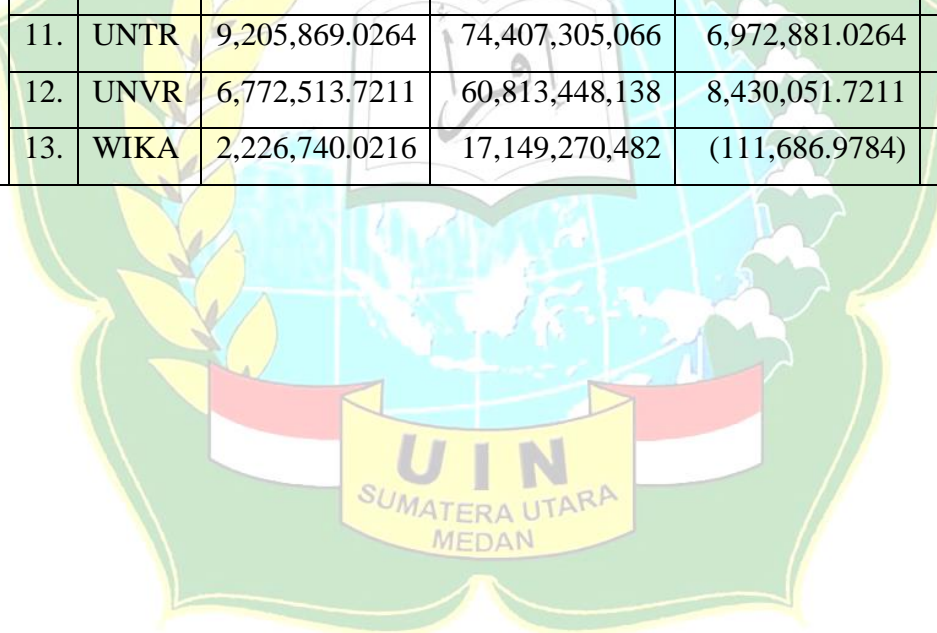 11. UNTR 9,205,869.0264 74,407,305,066 6,972,881.0264
12. UNVR 6,772,513.7211 60,813,448,138 8,430,051.7211
13. WIKA 2,226,740.0216 17,149,270,482 (111,686.9784)
UIN
SUMATERA UTARA
MEDAN